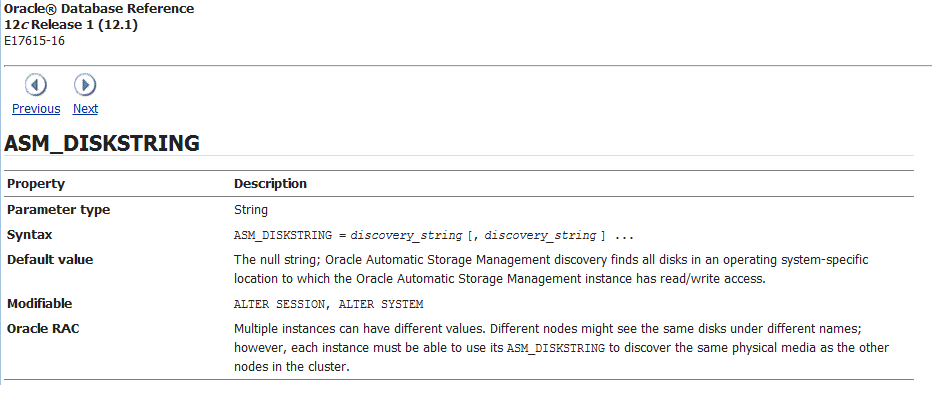 Oracle® Database Reference
12c Release 1 (12.1)
E17615-16
Previous Next
ASM_DISKSTRING
Property Description
Parameter type String
Syntax ASM_DISKSTRING = discovery_string [, discovery_string ] ...
Default value The null string; Oracle Automatic Storage Management discovery finds all disks in an operating system-specific
location to which the Oracle Automatic Storage Management instance has read/write access.
Modifiable ALTER SESSION, ALTER SYSTEM
Oracle RAC Multiple instances can have different values. Different nodes might see the same disks under different names;
however, each instance must be able to use its ASM_DISKSTRING to discover the same physical media as the other
nodes in the cluster.